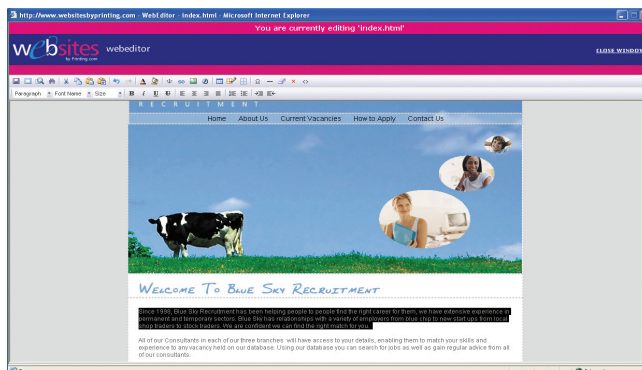 http://www.websitesbyprinting.com - WebEditor - index.html - Microsoft Internet Explorer
You are currently editing 'index.html'
websites webeditor
by Printing.com
CLOSE WINDOW
Paragraph Font Name Size B I U
RECRUITMENT
Home About Us Current Vacancies How to Apply Contact Us
WELCOME TO BLUE SKY RECRUITMENT
Since 1998, Blue Sky Recruitment has been helping people to people find the right career for them, we have extensive experience in
permanent and temporary sectors. Blue Sky has relationships with a variety of employers from blue chip to new start ups from local
shop traders to stock traders. We are confident we can find the right match for you.
All of our Consultants in each of our three branches will have access to your details, enabling them to match your skills and
experience to any vacancy held on our database. Using our database you can search for jobs as well as gain regular advice from all
of our consultants.